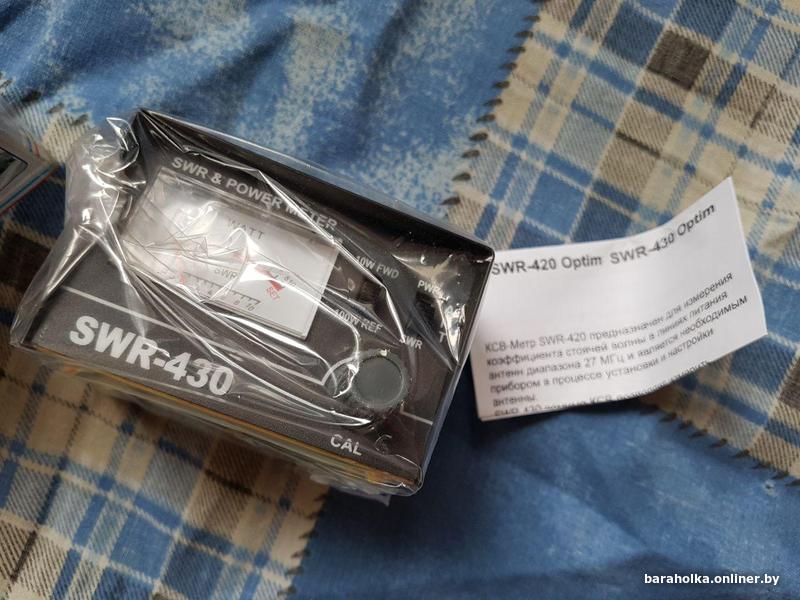 SWR & POWER METER
WATT
10W FWD
PWR
SWR
SET
100W REF
SWR
SWR-430
CAL
SWR-420 Optim SWR-430 Optim
КСВ-Метр SWR-420 предназначен для измерения
коэффициента стоячей волны в линиях питания
антенн диапазона 27 МГц и является необходимым
прибором в процессе установки и настройки
антенны.
baraholka.onliner.by